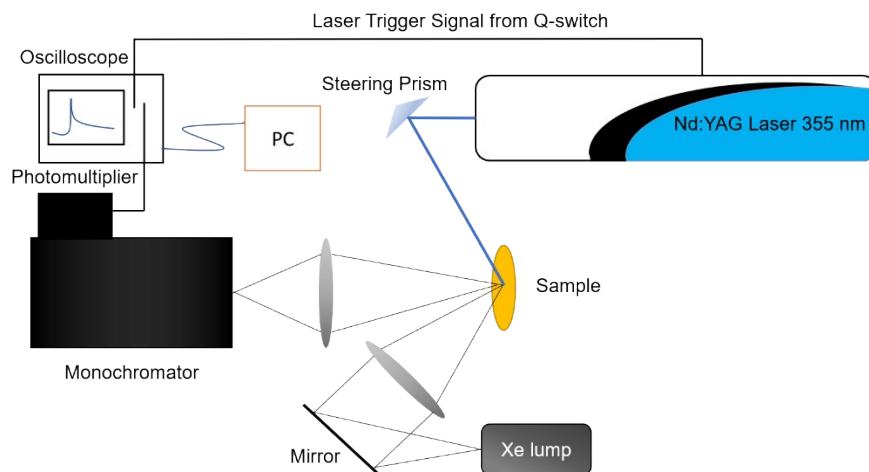 Laser Trigger Signal from Q-switch
Oscilloscope
Steering Prism
Nd:YAG Laser 355 nm
PC
Photomultiplier
Sample
Monochromator
Mirror
Xe lump